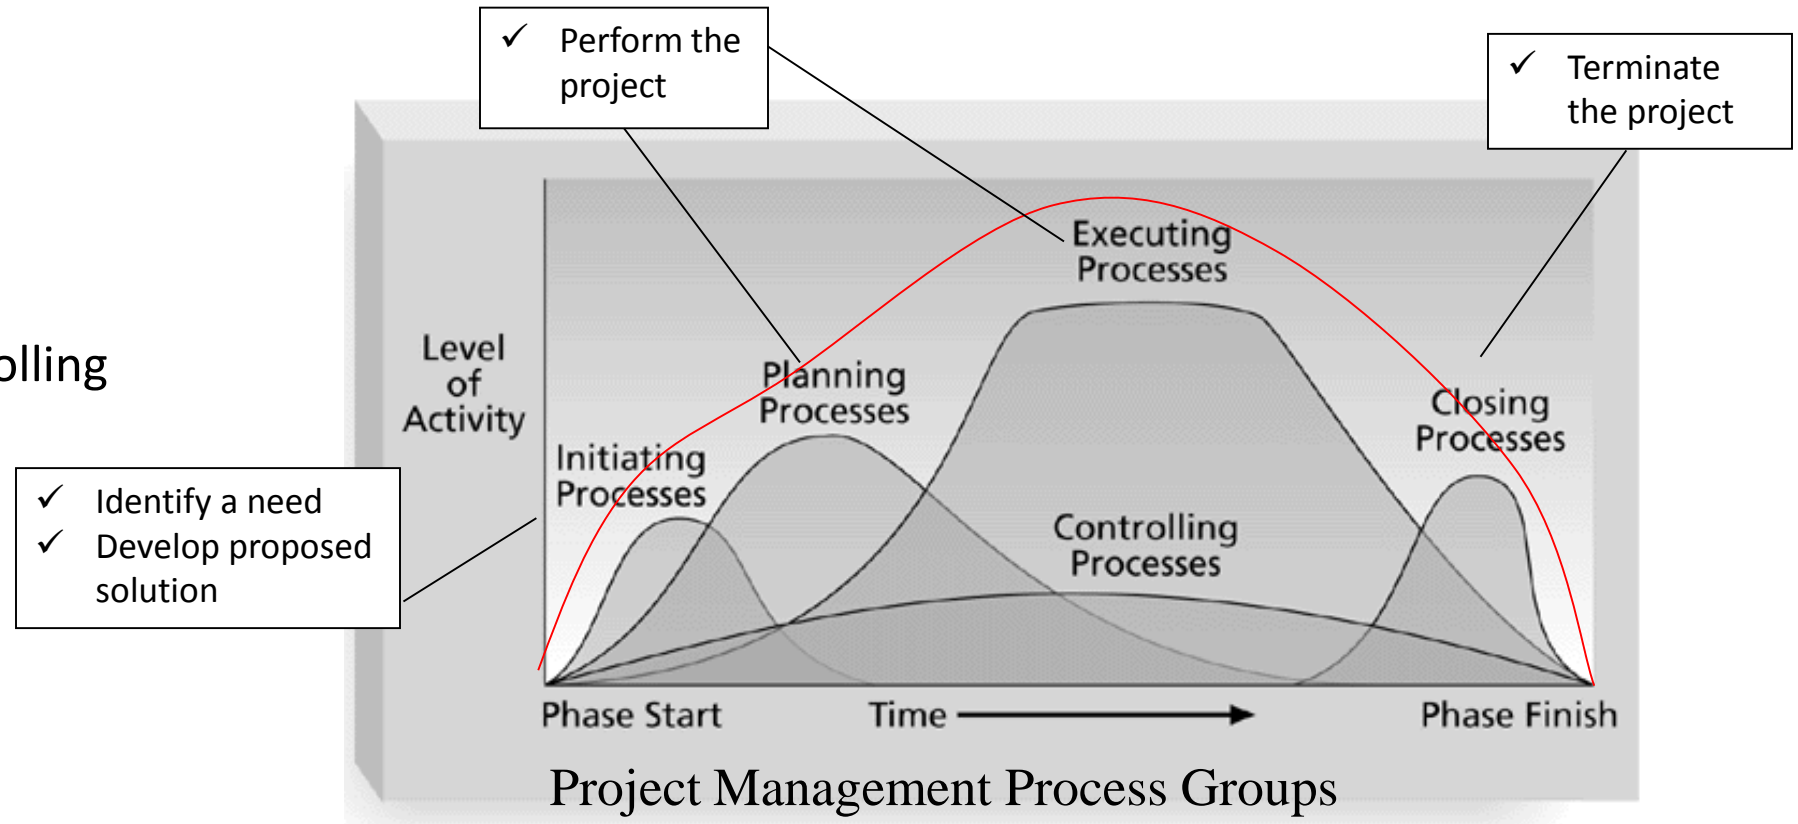 ✓ Perform the
project
✓ Terminate
the project
Executing
Processes
Level
of
Activity
olling
Planning
Processes
Closing
Processes
Initiating
Processes
✓ Identify a need
✓ Develop proposed
solution
Controlling
Processes
Phase Start
Time
Phase Finish
Project Management Process Groups